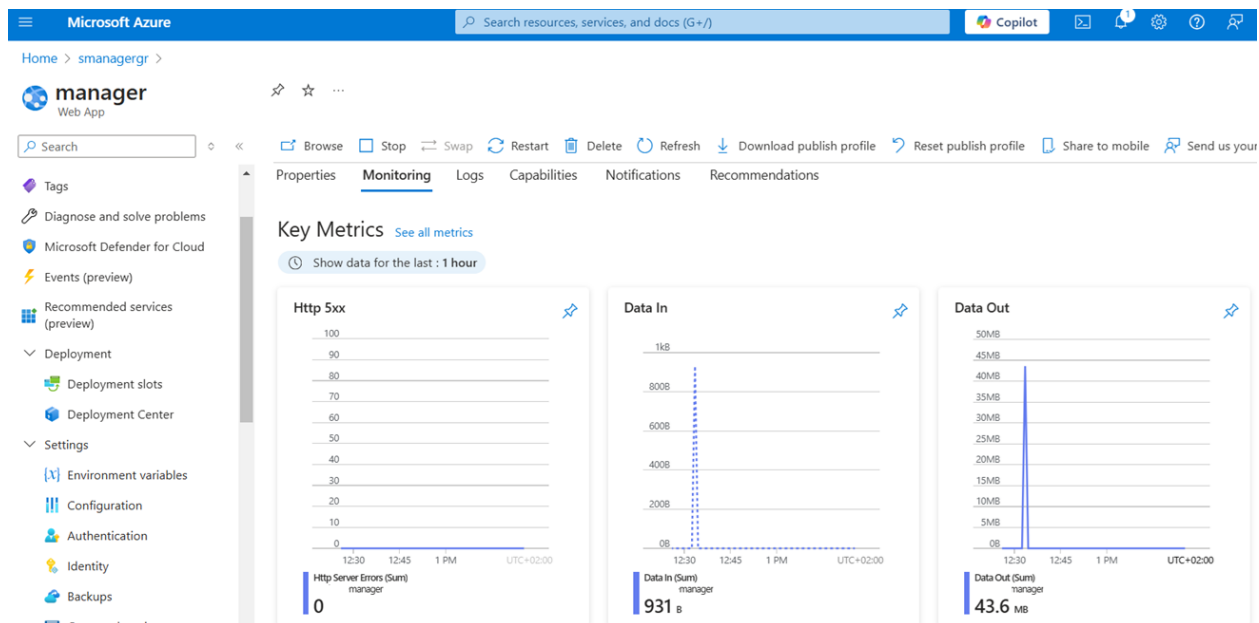 Microsoft Azure
Search resources, services, and docs (G+/)
Copilot
1
Home > smanagergr >
manager
Web App
Search
Browse Stop Swap Restart Delete Refresh Download publish profile Reset publish profile Share to mobile Send us your
Properties Monitoring Logs Capabilities Notifications Recommendations
Tags
Diagnose and solve problems
Microsoft Defender for Cloud
Events (preview)
Recommended services
(preview)
Deployment
Deployment slots
Deployment Center
Settings
Environment variables
Configuration
Authentication
Identity
Backups
Key Metrics See all metrics
Show data for the last : 1 hour
Http 5xx
100
90
80
70
60
50
40
30
20
10
0
12:30 12:45 1 PM UTC+02:00
Http Server Errors (Sum)
manager
0
Data In
1kB
800B
600B
400B
200B
0B
12:30 12:45 1 PM UTC+02:00
Data In (Sum)
manager
931 B
Data Out
50MB
45MB
40MB
35MB
30MB
25MB
20MB
15MB
10MB
5MB
0B
12:30 12:45 1 PM UTC+02:00
Data Out (Sum)
manager
43.6 MB